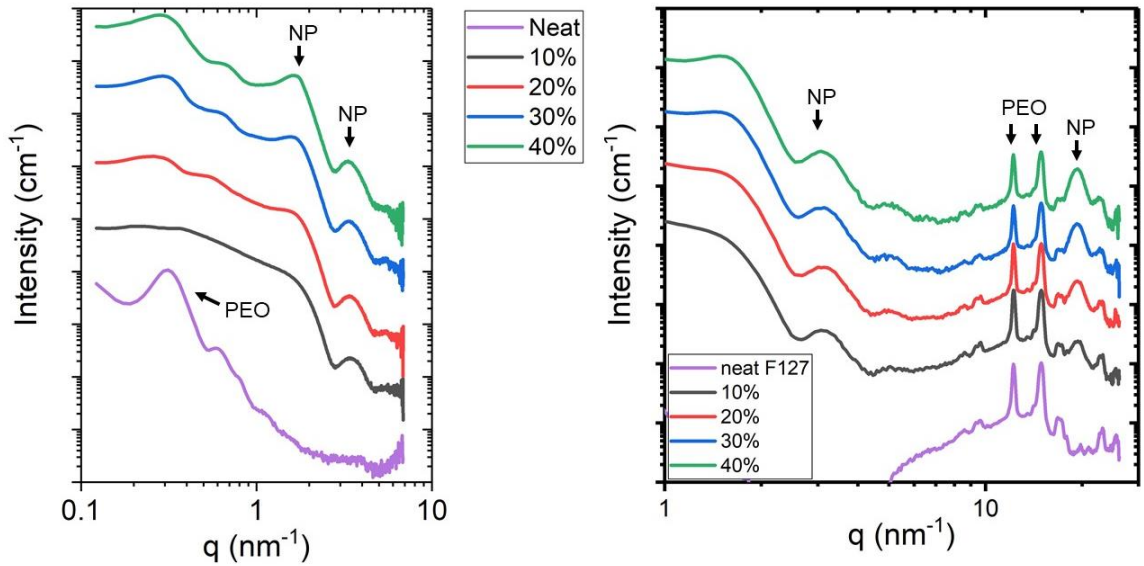 Intensity (cm⁻¹)
NP
NP
PEO
0.1
1
10
q (nm⁻¹)
Neat
10%
20%
30%
40%
Intensity (cm⁻¹)
NP
PEO
NP
neat F127
10%
20%
30%
40%
1
10
q (nm⁻¹)